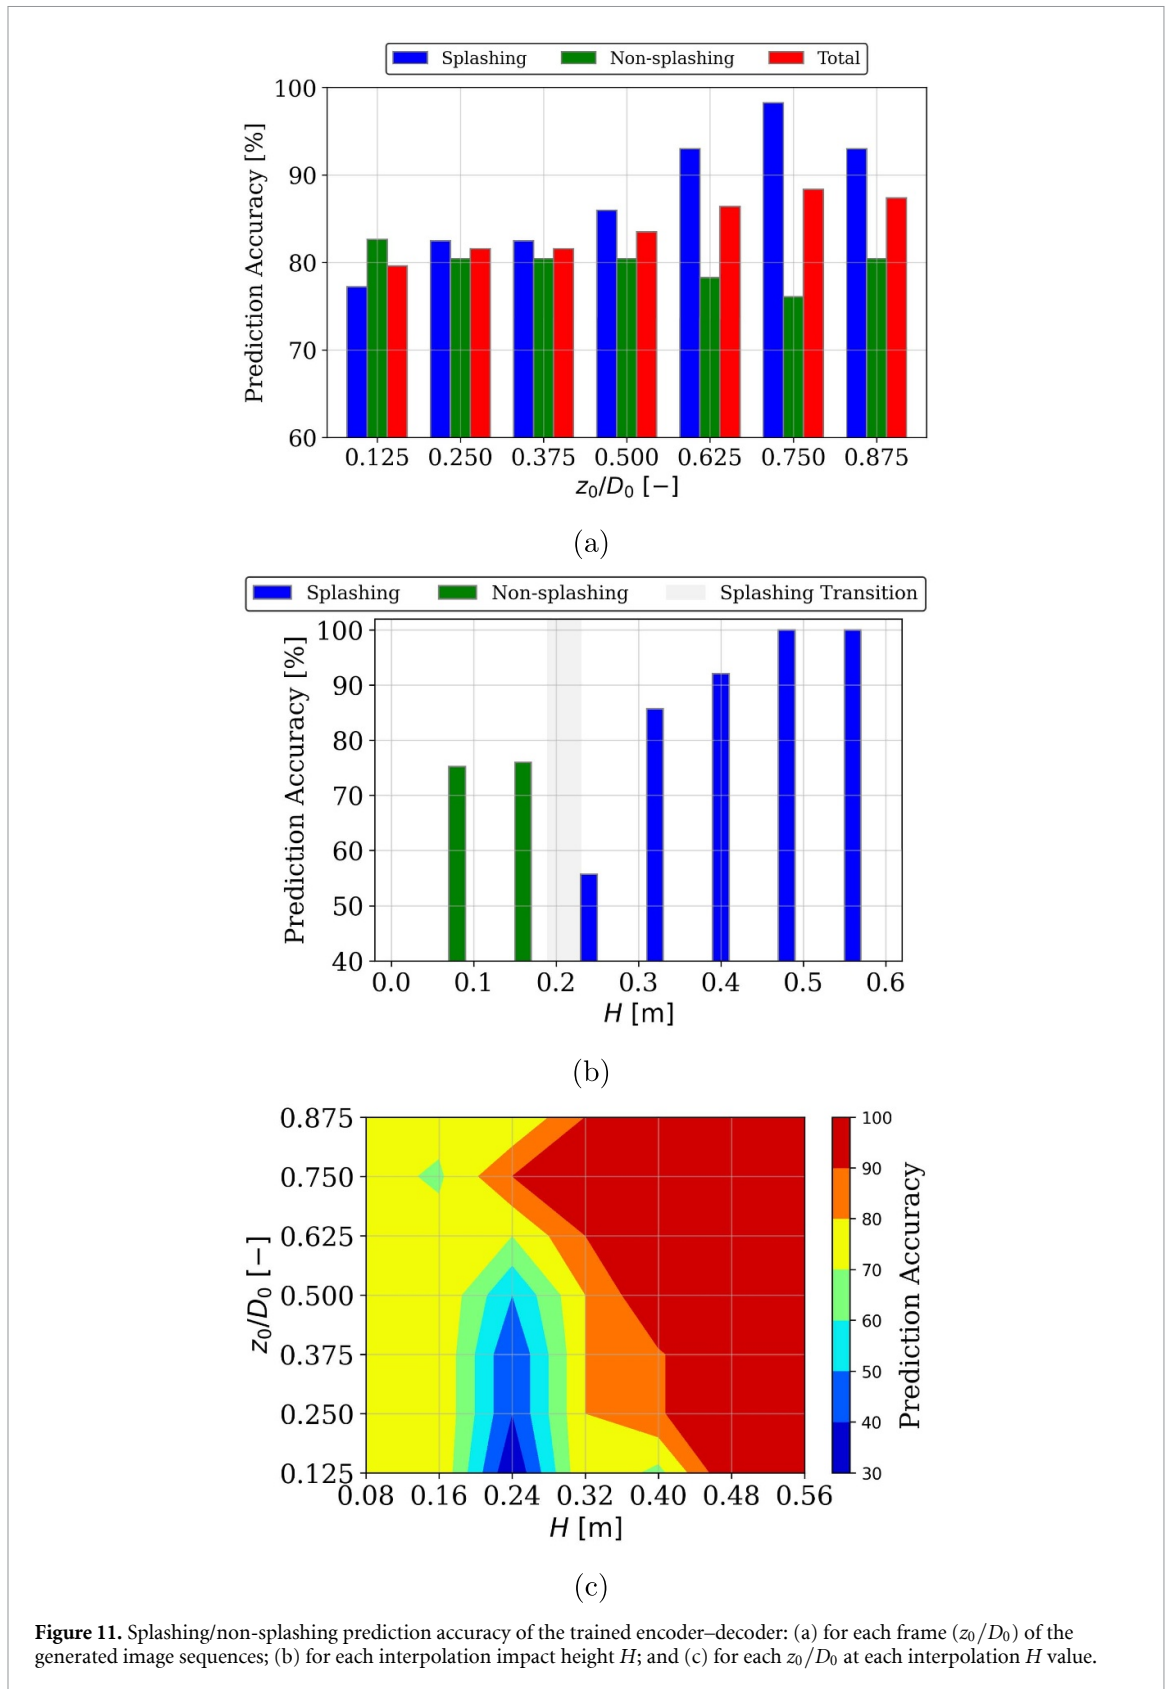 Splashing Non-splashing Total
Prediction Accuracy [%]
100
90
80
70
60
0.125 0.250 0.375 0.500 0.625 0.750 0.875
z₀/D₀ [−]
(a)
Splashing Non-splashing Splashing Transition
Prediction Accuracy [%]
100
90
80
70
60
50
40
0.0 0.1 0.2 0.3 0.4 0.5 0.6
H [m]
(b)
z₀/D₀ [−]
0.875
0.750
0.625
0.500
0.375
0.250
0.125
0.08 0.16 0.24 0.32 0.40 0.48 0.56
H [m]
100
90
80
70
60
50
40
30
Prediction Accuracy
(c)
Figure 11. Splashing/non-splashing prediction accuracy of the trained encoder–decoder: (a) for each frame (z₀/D₀) of the
generated image sequences; (b) for each interpolation impact height H; and (c) for each z₀/D₀ at each interpolation H value.